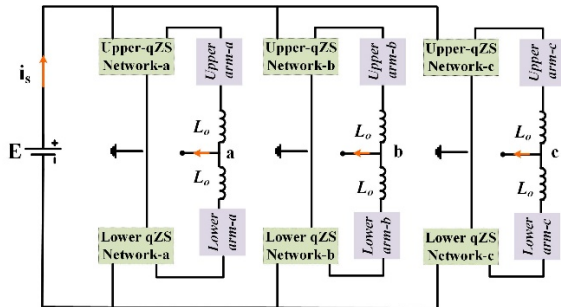 Upper-qZS
Network-a
Upper
arm-a
Upper-qZS
Network-b
Upper
arm-b
Upper-qZS
Network-c
Upper
arm-c
is
E
+
-
Lo
a
Lo
Lo
b
Lo
Lo
c
Lo
Lower qZS
Network-a
Lower
arm-a
Lower qZS
Network-b
Lower
arm-b
Lower qZS
Network-c
Lower
arm-c